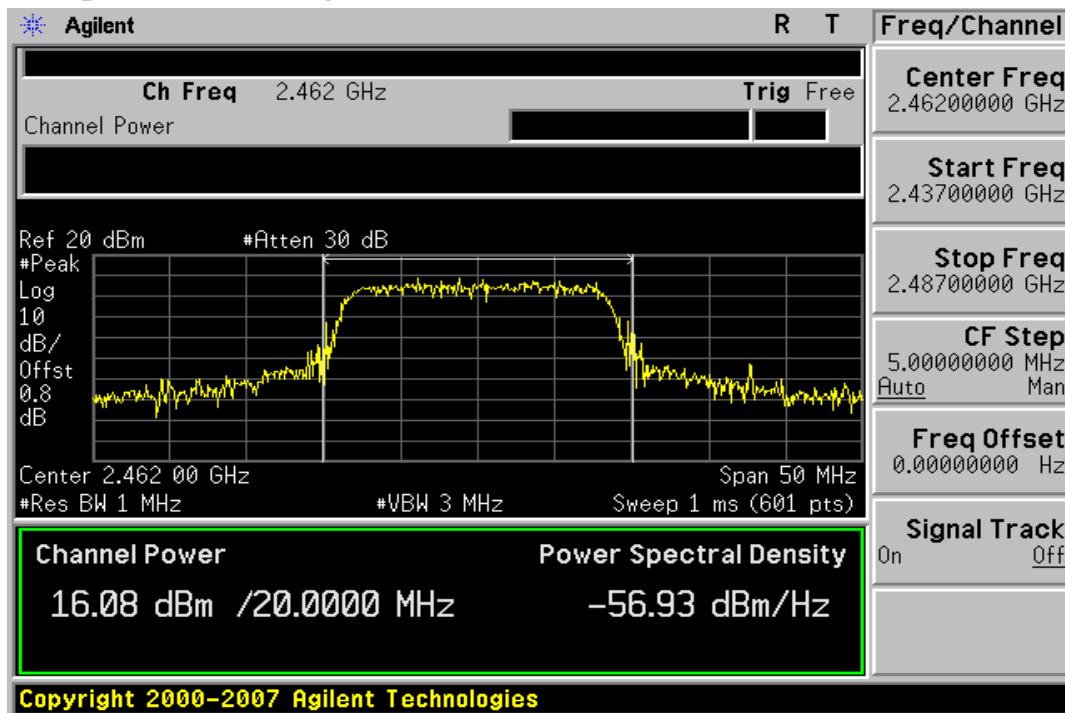 Agilent R T Freq/Channel
Ch Freq 2.462 GHz Trig Free
Channel Power
Center Freq
2.46200000 GHz
Start Freq
2.43700000 GHz
Stop Freq
2.48700000 GHz
CF Step
5.00000000 MHz
Auto Man
Freq Offset
0.00000000 Hz
Signal Track
On Off
Ref 20 dBm #Atten 30 dB
#Peak
Log
10
dB/
Offst
0.8
dB
Center 2.462 00 GHz Span 50 MHz
#Res BW 1 MHz #VBW 3 MHz Sweep 1 ms (601 pts)
Channel Power Power Spectral Density
16.08 dBm /20.0000 MHz -56.93 dBm/Hz
Copyright 2000-2007 Agilent Technologies